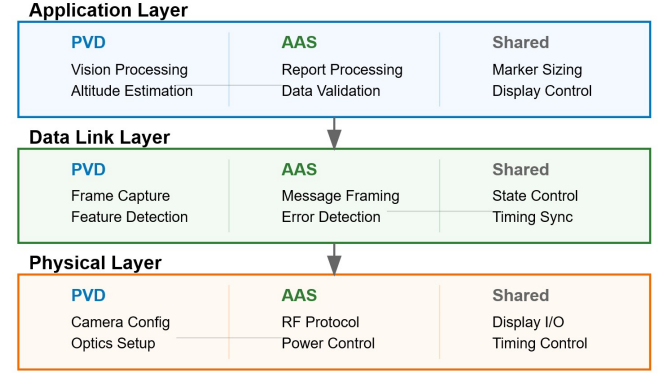 Application Layer
PVD AAS Shared
Vision Processing Report Processing Marker Sizing
Altitude Estimation Data Validation Display Control
Data Link Layer
PVD AAS Shared
Frame Capture Message Framing State Control
Feature Detection Error Detection Timing Sync
Physical Layer
PVD AAS Shared
Camera Config RF Protocol Display I/O
Optics Setup Power Control Timing Control